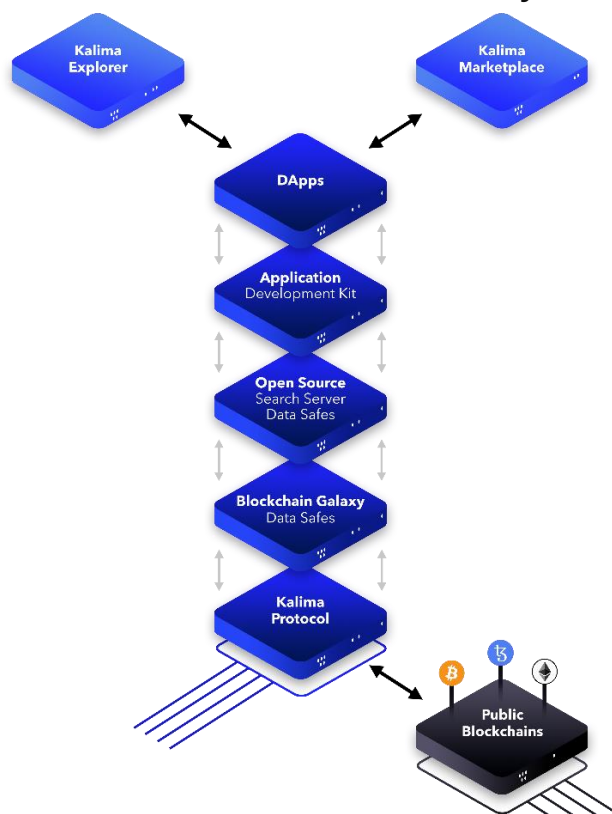 Kalima
Explorer
Kalima
Marketplace
DApps
Application
Development Kit
Open Source
Search Server
Data Safes
Blockchain Galaxy
Data Safes
Kalima
Protocol
Public
Blockchains